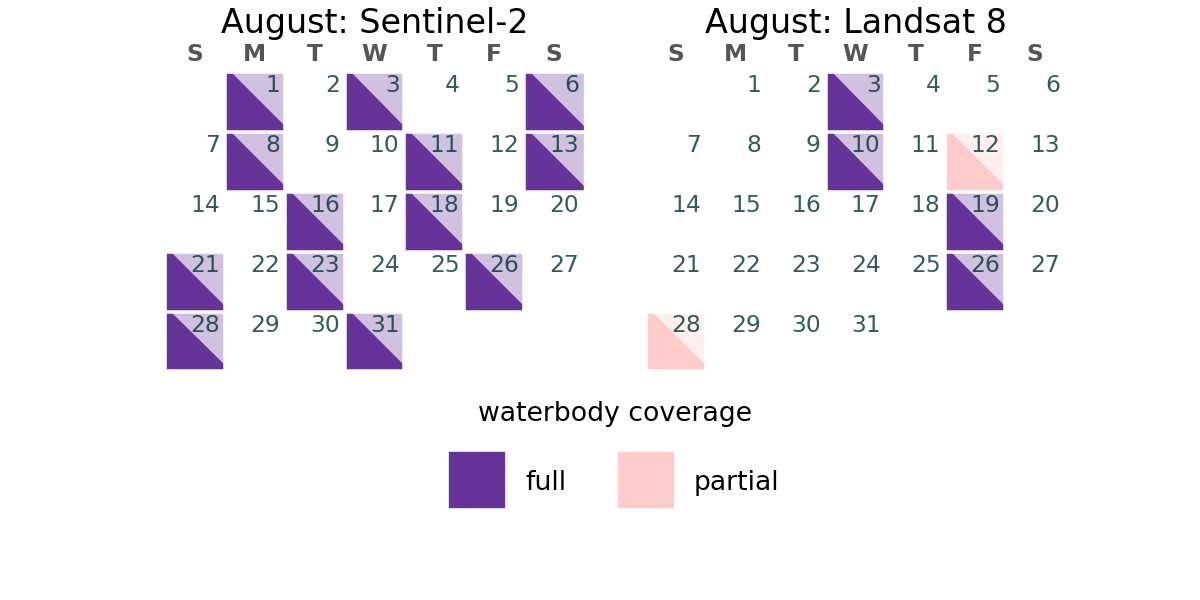 August: Sentinel-2
S M T W T F S
1 2 3 4 5 6
7 8 9 10 11 12 13
14 15 16 17 18 19 20
21 22 23 24 25 26 27
28 29 30 31
August: Landsat 8
S M T W T F S
1 2 3 4 5 6
7 8 9 10 11 12 13
14 15 16 17 18 19 20
21 22 23 24 25 26 27
28 29 30 31
waterbody coverage
full partial